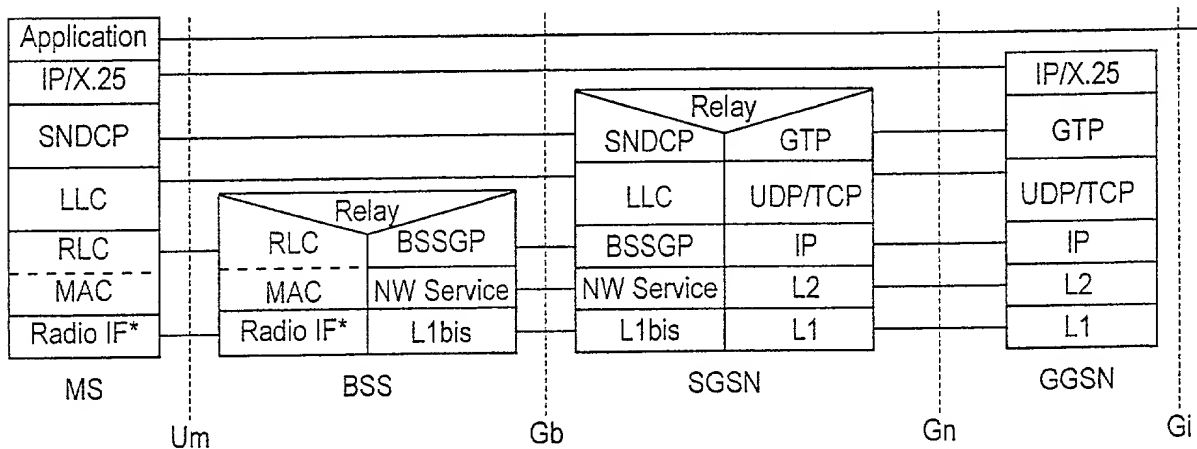 Application
IP/X.25
SNDCP
LLC
RLC
MAC
Radio IF*
MS
Um
Relay
RLC BSSGP
MAC NW Service
Radio IF* L1bis
BSS
Gb
Relay
SNDCP GTP
LLC UDP/TCP
BSSGP IP
NW Service L2
L1bis L1
SGSN
Gn
IP/X.25
GTP
UDP/TCP
IP
L2
L1
GGSN
Gi